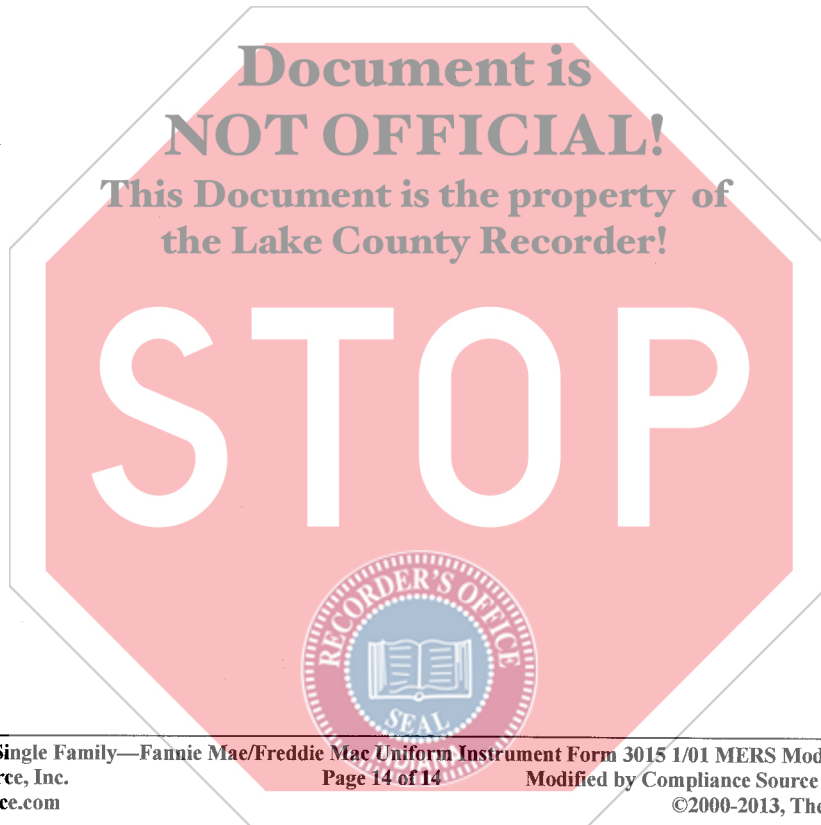 Document is
NOT OFFICIAL!
This Document is the property of
the Lake County Recorder!
STOP
RECORDER'S OFFICE
SEAL
INDIANA
Single Family—Fannie Mae/Freddie Mac Uniform Instrument Form 3015 1/01 MERS Mod
rce, Inc. Page 14 of 14 Modified by Compliance Source
ce.com ©2000-2013, The